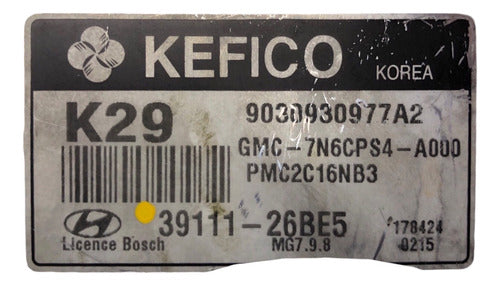 KEFICO KOREA
K29 9030930977A2
GMC-7N6CPS4-A000
PMC2C16NB3
39111-26BE5 178424
Licence Bosch MG7.9.8 0215